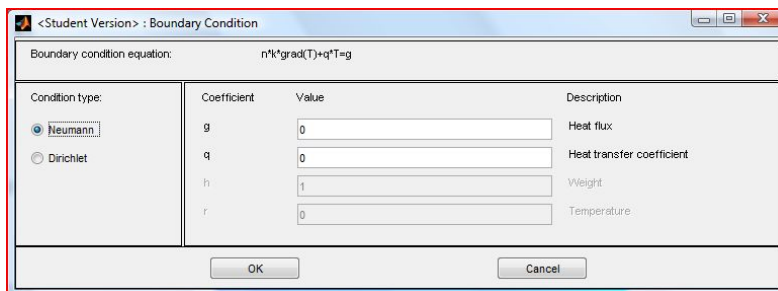 <Student Version> : Boundary Condition
Boundary condition equation: n*k*grad(T)+q*T=g
Condition type: Coefficient Value Description
Neumann g 0 Heat flux
Dirichlet q 0 Heat transfer coefficient
h 1 Weight
r 0 Temperature
OK Cancel